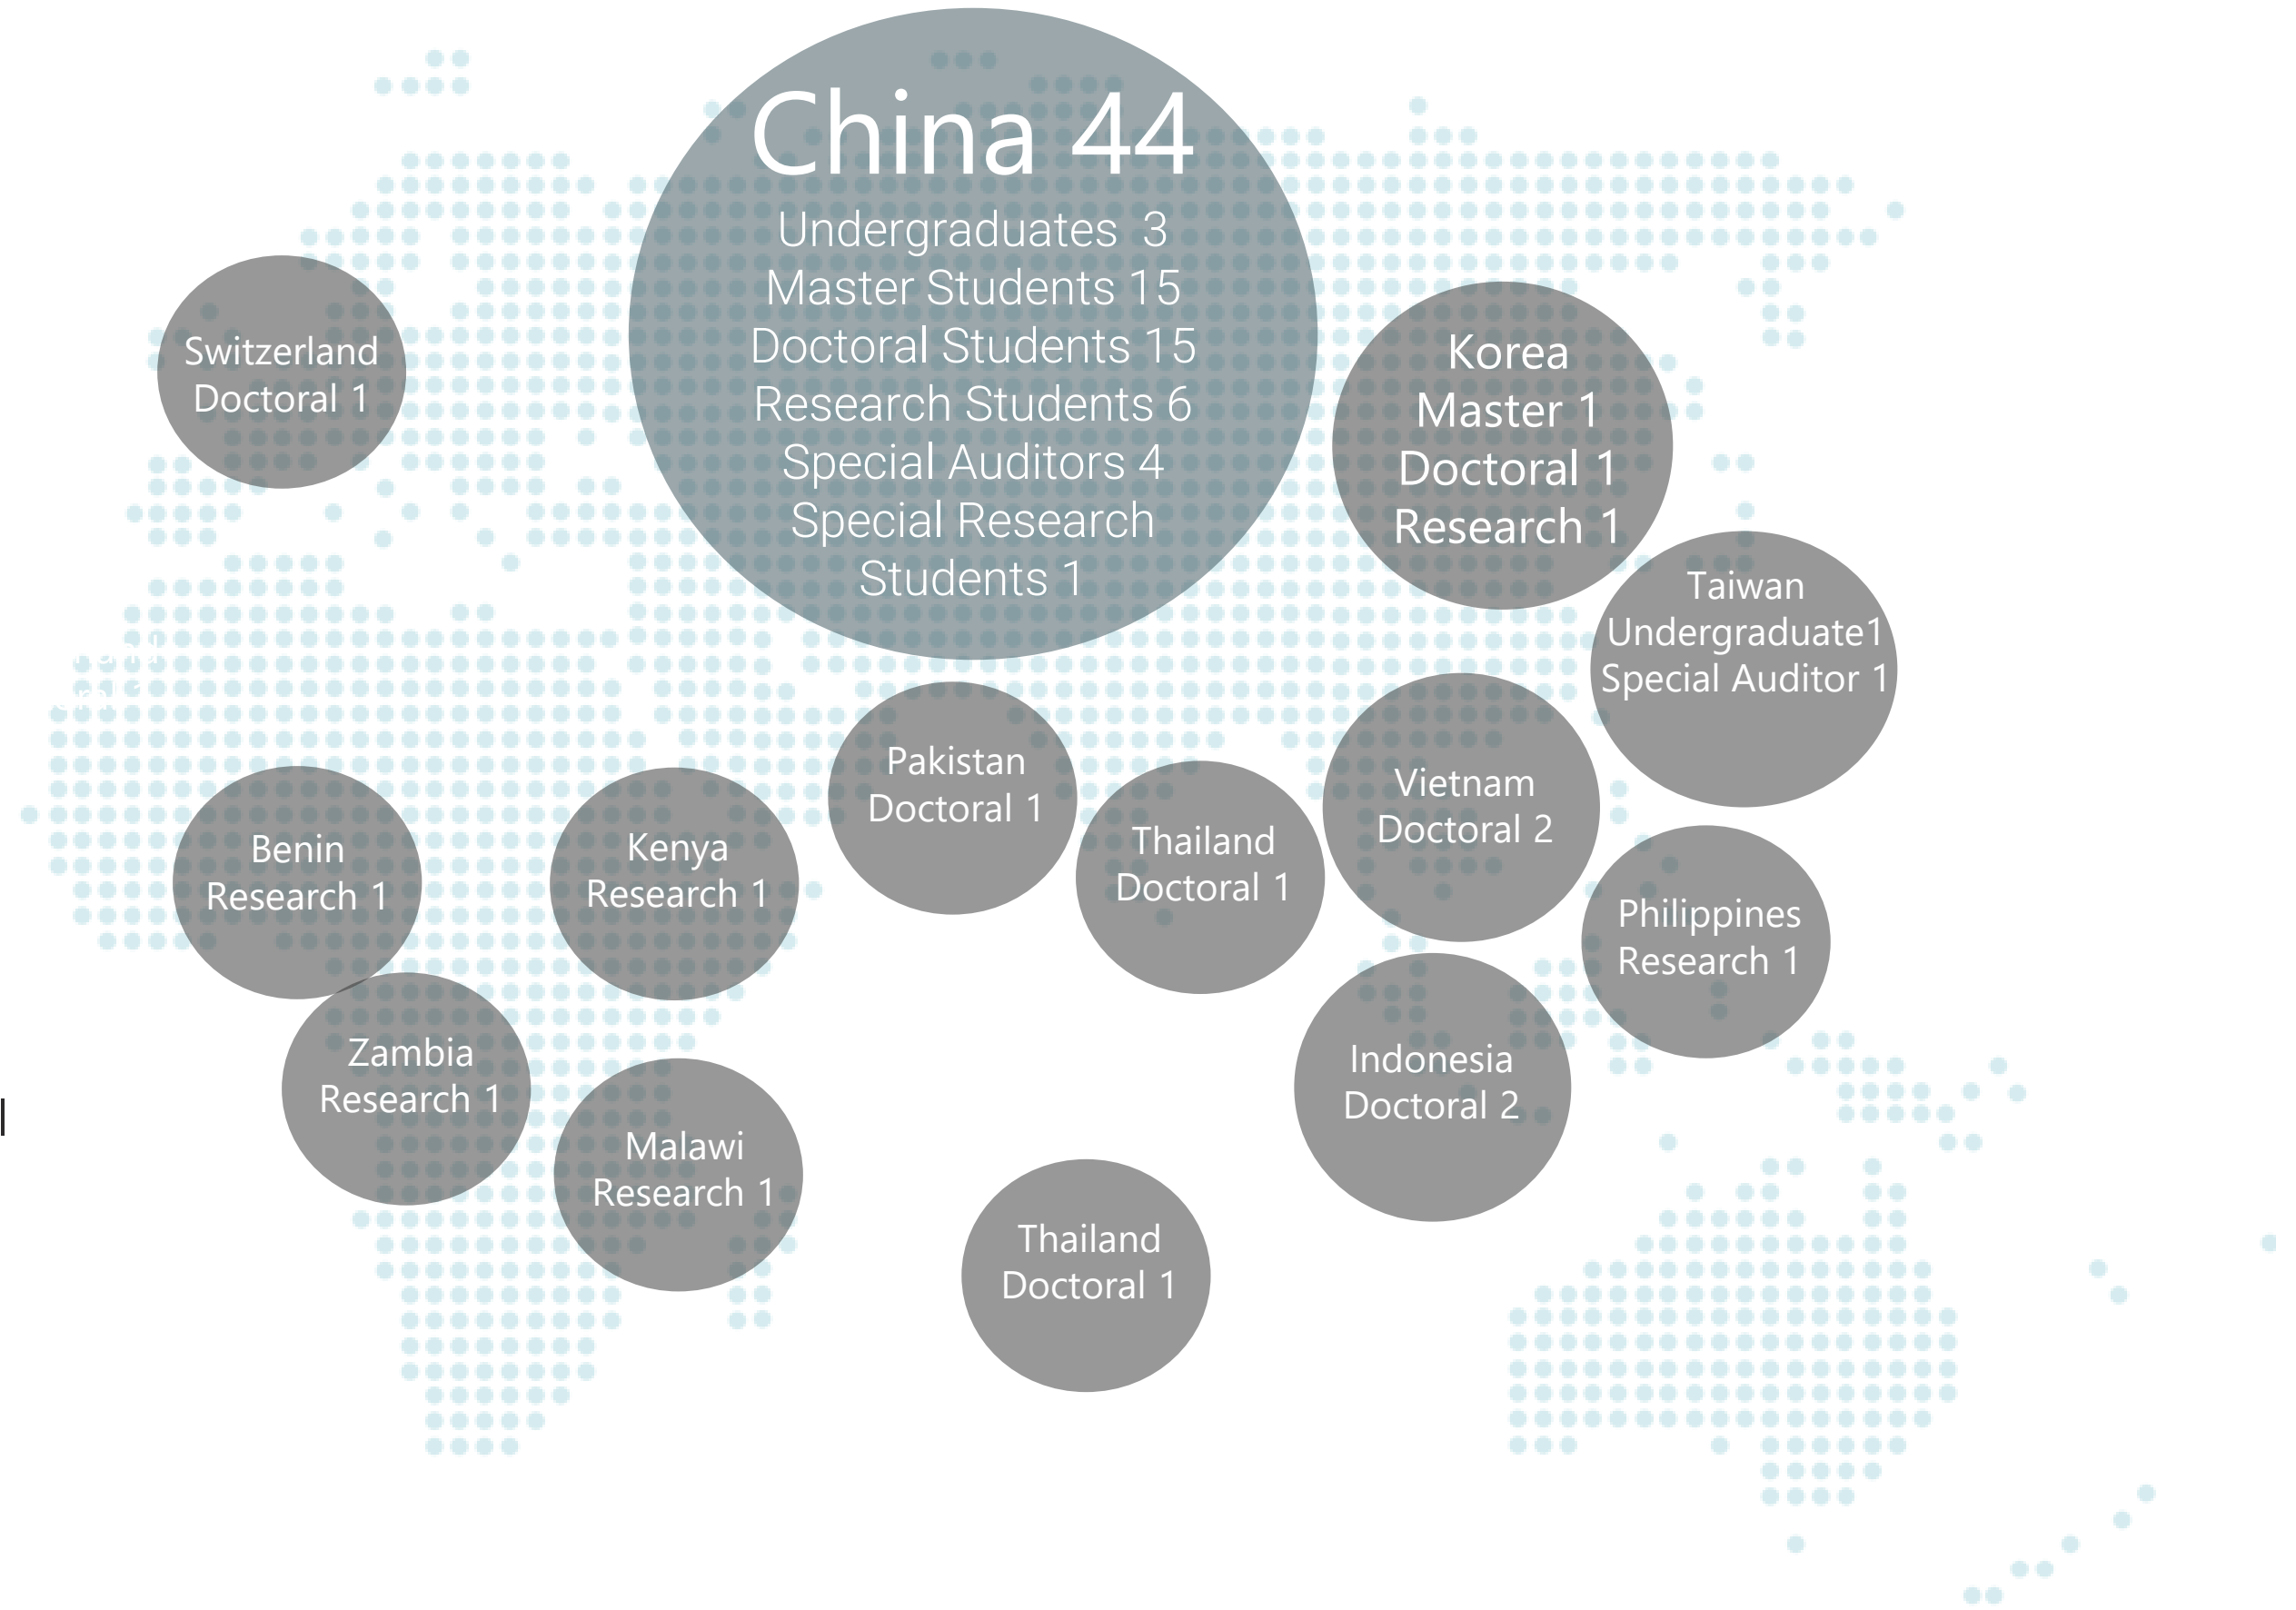 China 44
Undergraduates 3
Master Students 15
Doctoral Students 15
Research Students 6
Special Auditors 4
Special Research
Students 1
Switzerland
Doctoral 1
Korea
Master 1
Doctoral 1
Research 1
Taiwan
Undergraduate1
Special Auditor 1
Pakistan
Doctoral 1
Thailand
Doctoral 1
Vietnam
Doctoral 2
Benin
Research 1
Kenya
Research 1
Philippines
Research 1
Zambia
Research 1
Malawi
Research 1
Indonesia
Doctoral 2
Thailand
Doctoral 1